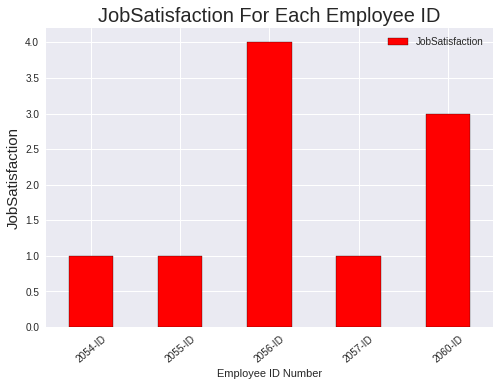 JobSatisfaction For Each Employee ID
JobSatisfaction
JobSatisfaction
4.0
3.5
3.0
2.5
2.0
1.5
1.0
0.5
0.0
2054-ID
2055-ID
2056-ID
2057-ID
2060-ID
Employee ID Number